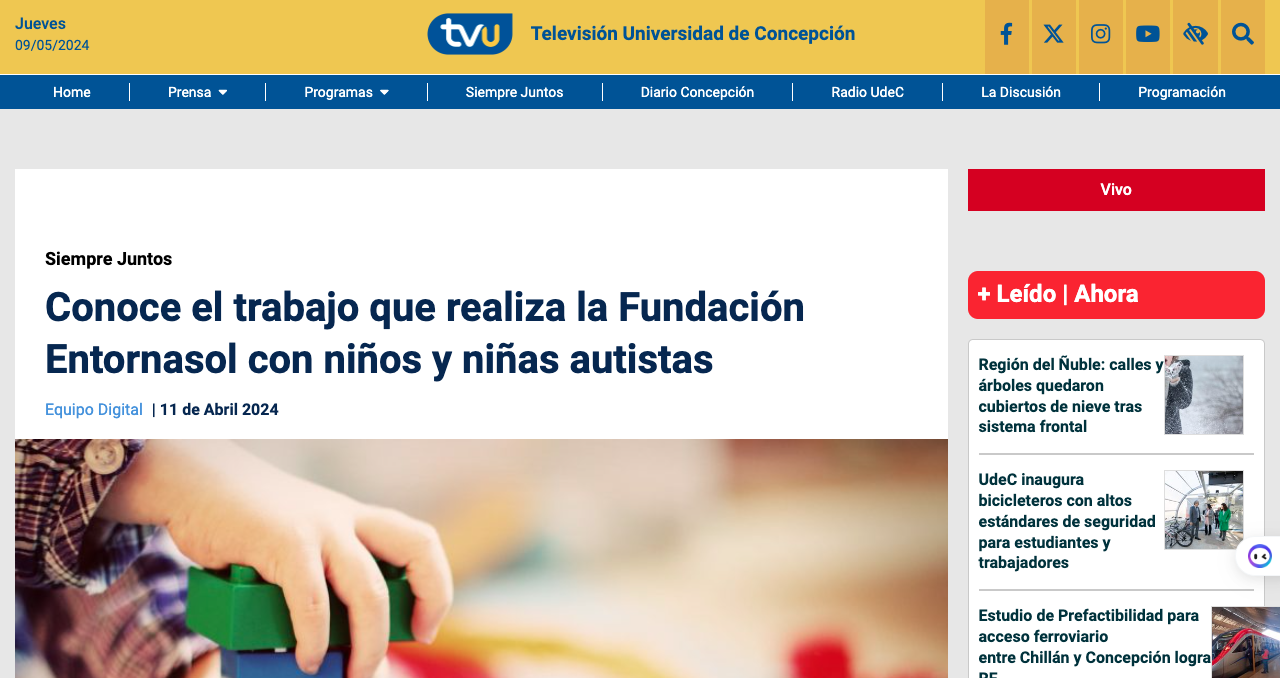 Jueves
09/05/2024
tvu
Televisión Universidad de Concepción
Home
Prensa
Programas
Siempre Juntos
Diario Concepción
Radio UdeC
La Discusión
Programación
Siempre Juntos
Conoce el trabajo que realiza la Fundación
Entornasol con niños y niñas autistas
Equipo Digital | 11 de Abril 2024
Vivo
+ Leído | Ahora
Región del Ñuble: calles y
árboles quedaron
cubiertos de nieve tras
sistema frontal
UdeC inaugura
bicicleteros con altos
estándares de seguridad
para estudiantes y
trabajadores
Estudio de Prefactibilidad para
acceso ferroviario
entre Chillán y Concepción logra